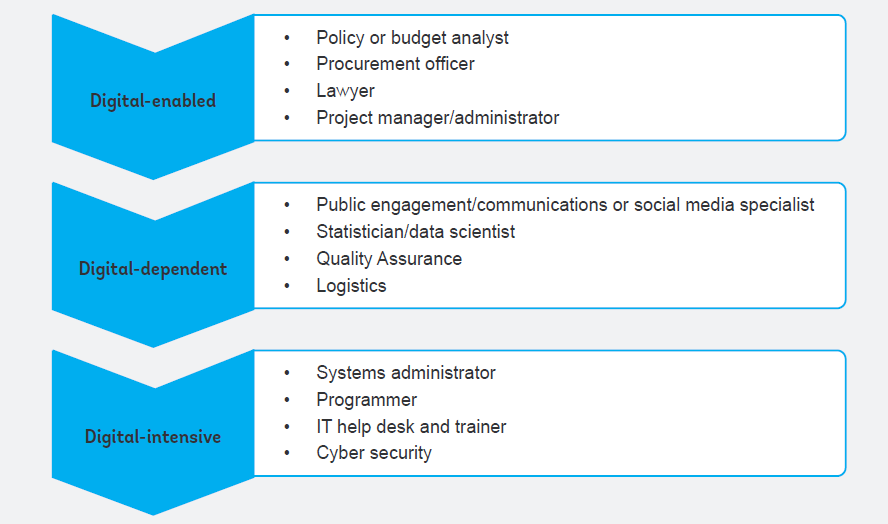 Digital-enabled
• Policy or budget analyst
• Procurement officer
• Lawyer
• Project manager/administrator
Digital-dependent
• Public engagement/communications or social media specialist
• Statistician/data scientist
• Quality Assurance
• Logistics
Digital-intensive
• Systems administrator
• Programmer
• IT help desk and trainer
• Cyber security